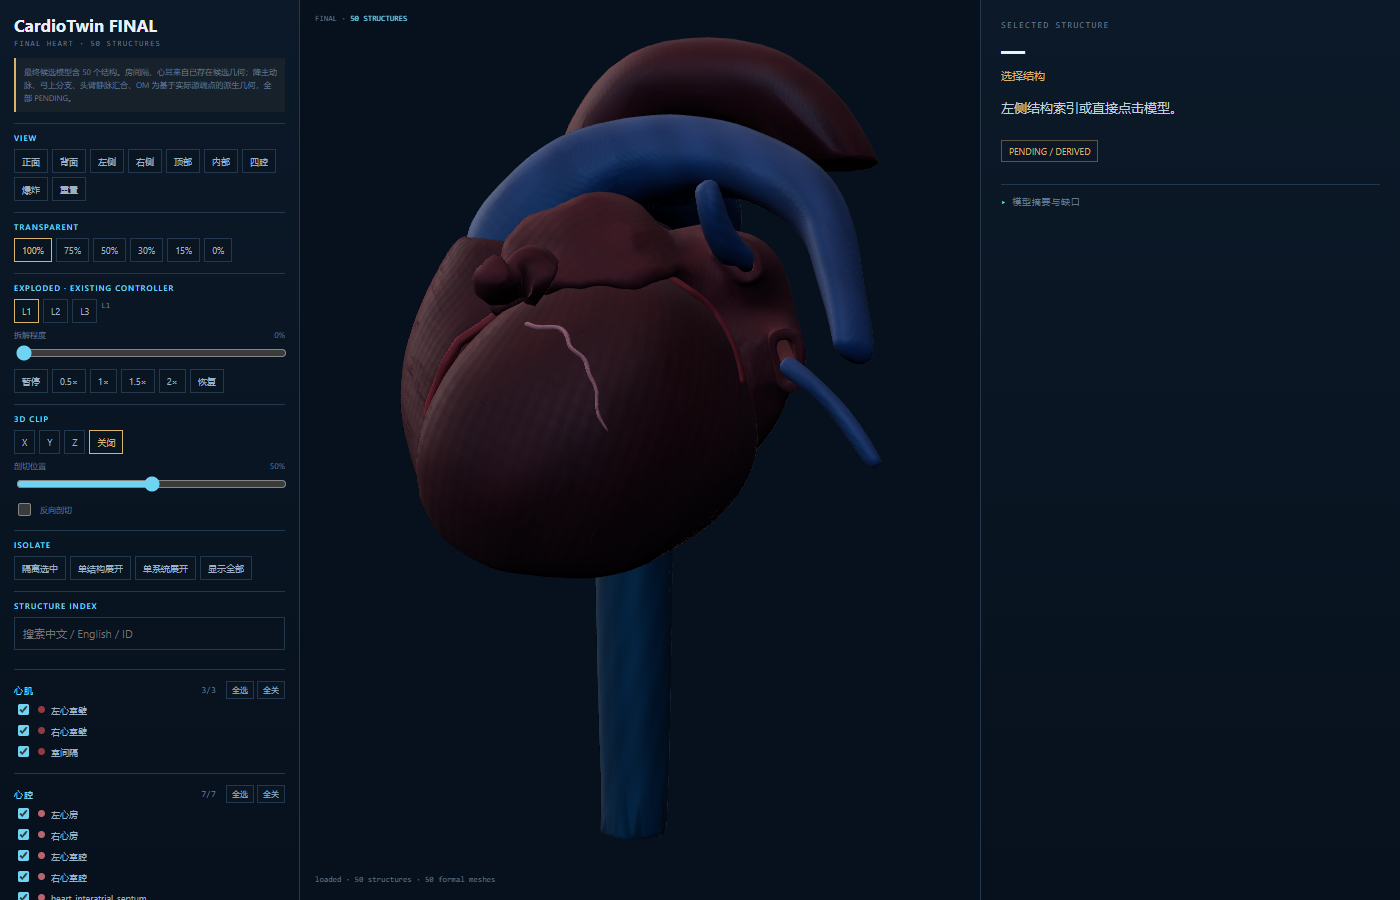 CardioTwin FINAL
FINAL HEART · 50 STRUCTURES
最终候选模型含 50 个结构。房间隔、心耳来自已存在候选几何；降主动
脉、弓上分支、头臂静脉汇合、OM 为基于实际源端点的派生几何，全
部 PENDING。
VIEW
正面 背面 左侧 右侧 顶部 内部 四腔
爆炸 重置
TRANSPARENT
100% 75% 50% 30% 15% 0%
EXPLODED · EXISTING CONTROLLER
L1 L2 L3 L1
拆解程度 0%
暂停 0.5× 1× 1.5× 2× 恢复
3D CLIP
X Y Z 关闭
剖切位置 50%
反向剖切
ISOLATE
隔离选中 单结构展开 单系统展开 显示全部
STRUCTURE INDEX
搜索中文 / English / ID
心肌 3/3 全选 全关
左心室壁
右心室壁
室间隔
心腔 7/7 全选 全关
左心房
右心房
左心室腔
右心室腔
heart interatrial septum
FINAL · 50 STRUCTURES
loaded · 50 structures · 50 formal meshes
SELECTED STRUCTURE
—
选择结构
左侧结构索引或直接点击模型。
PENDING / DERIVED
▸ 模型摘要与缺口